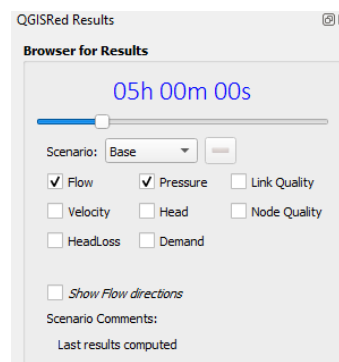 QGISRed Results
Browser for Results
05h 00m 00s
Scenario: Base
Flow Pressure Link Quality
Velocity Head Node Quality
HeadLoss Demand
Show Flow directions
Scenario Comments:
Last results computed